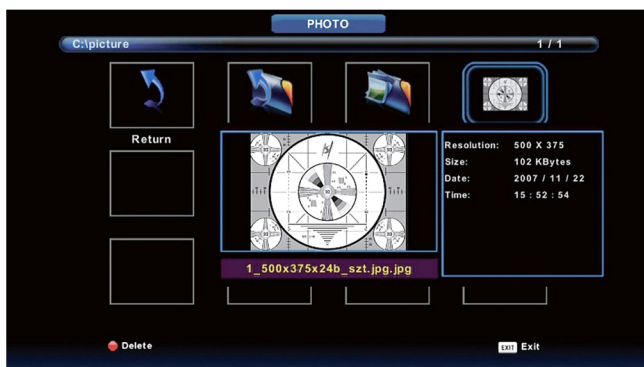 PHOTO
C:\picture 1 / 1
Return
Resolution: 500 X 375
Size: 102 KBytes
Date: 2007 / 11 / 22
Time: 15 : 52 : 54
1_500x375x24b_szt.jpg.jpg
Delete
EXIT Exit